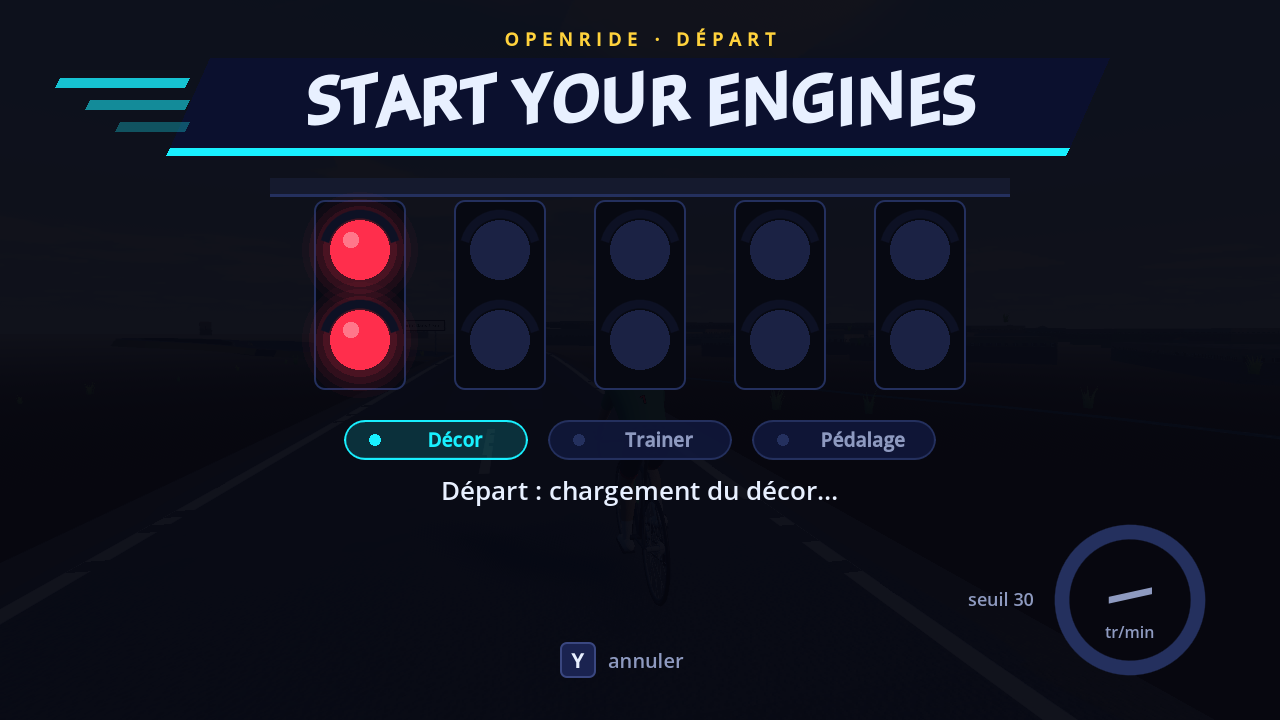 OPENRIDE · DÉPART
START YOUR ENGINES
Décor
Trainer
Pédalage
Départ : chargement du décor...
seuil 30
—
tr/min
Y annuler